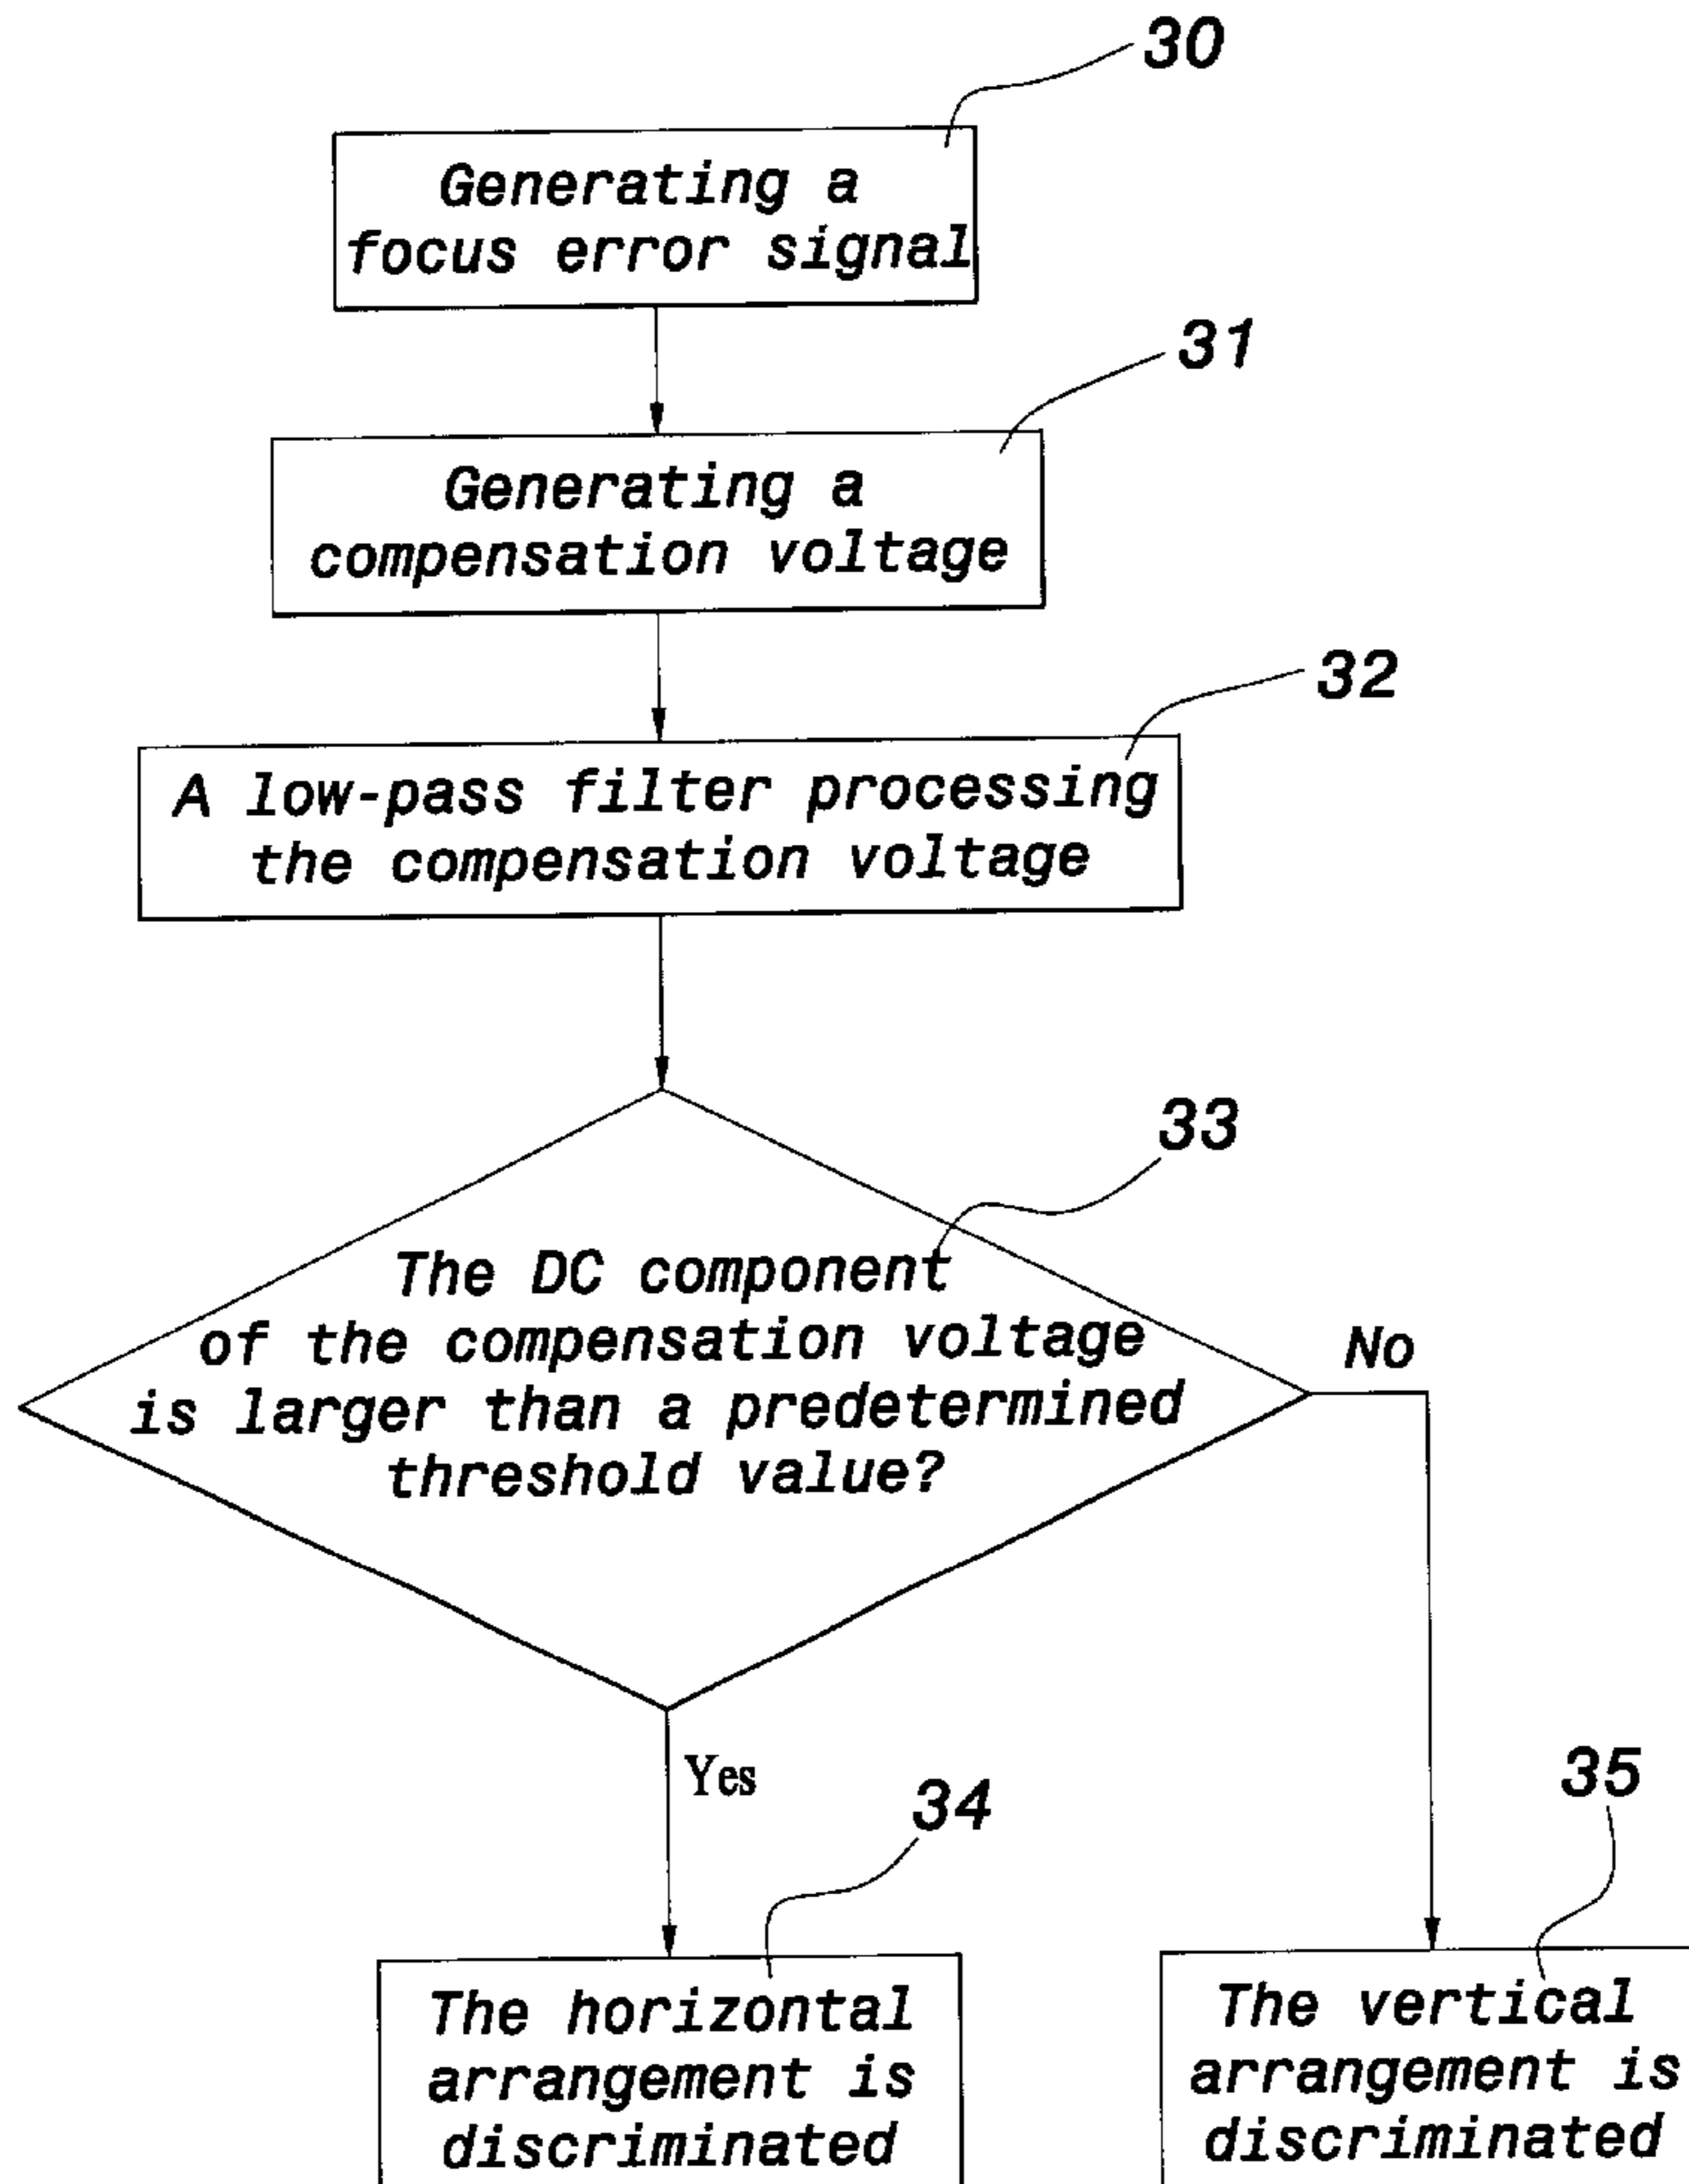 30
Generating a
focus error signal
31
Generating a
compensation voltage
32
A low-pass filter processing
the compensation voltage
33
The DC component
of the compensation voltage
is larger than a predetermined
threshold value?
No
Yes
34
35
The horizontal
arrangement is
discriminated
The vertical
arrangement is
discriminated